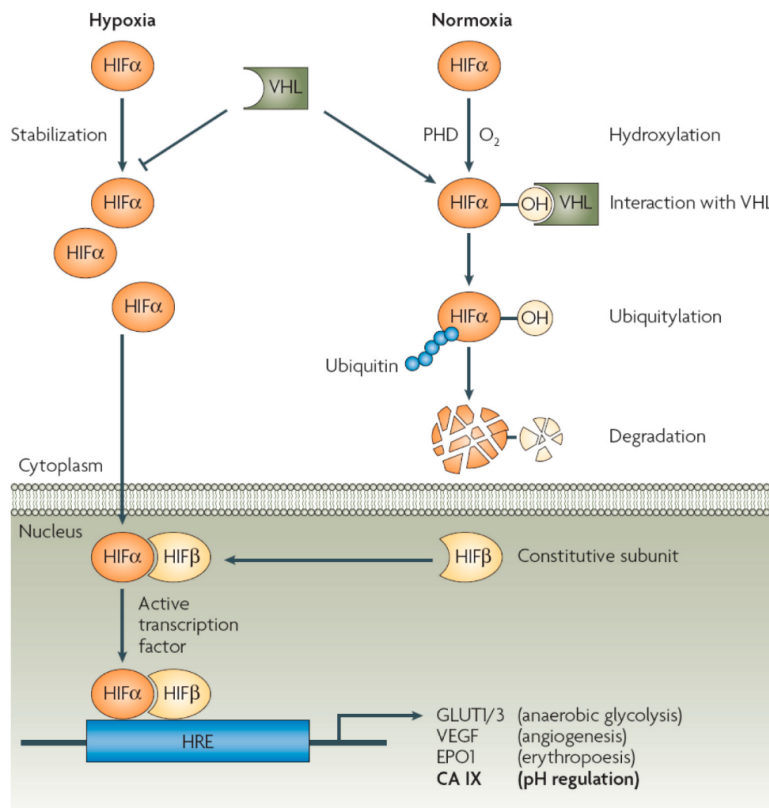 Hypoxia
Normoxia
HIFα
HIFα
VHL
Stabilization
PHD O₂
Hydroxylation
HIFα
HIFα OH VHL
Interaction with VHL
HIFα
HIFα
HIFα OH
Ubiquitylation
Ubiquitin
Degradation
Cytoplasm
Nucleus
HIFα HIFβ
HIFβ
Constitutive subunit
Active
transcription
factor
HIFα HIFβ
HRE
GLUT1/3 (anaerobic glycolysis)
VEGF (angiogenesis)
EPO1 (erythropoesis)
CA IX (pH regulation)